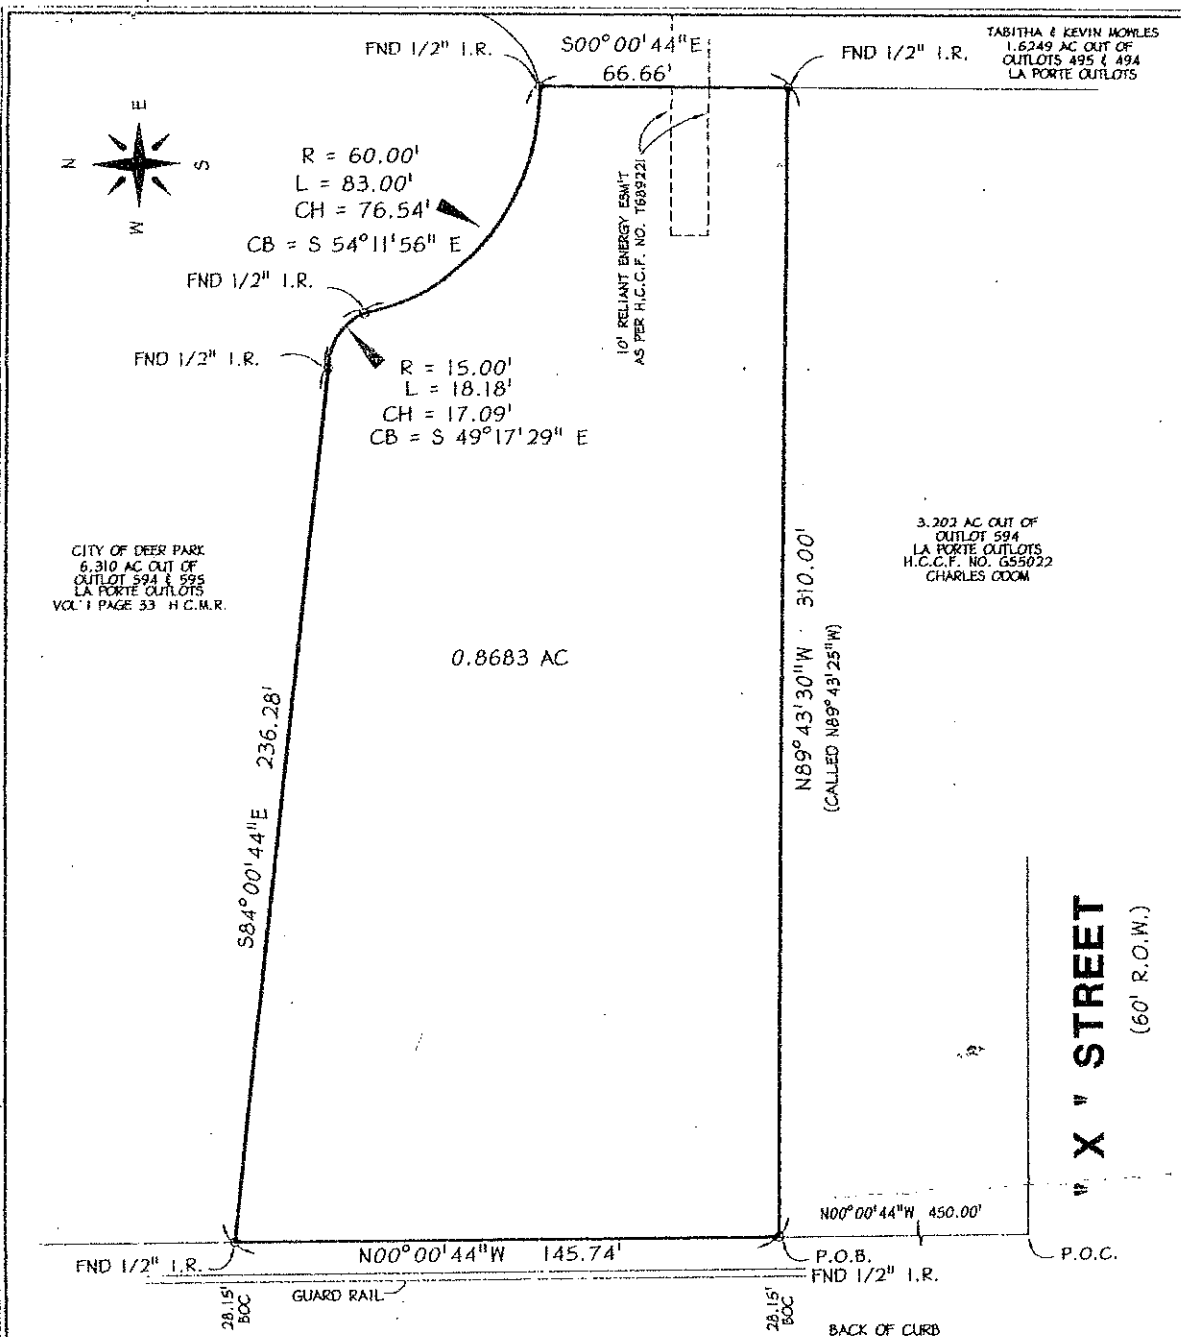 FND 1/2" I.R.
S00°00'44"E
66.66'
FND 1/2" I.R.
TABITHA & KEVIN MOWLES
1.6249 AC OUT OF
OUTLOTS 495 & 494
LA PORTE OUTLOTS
E
N
S
W
R = 60.00'
L = 83.00'
CH = 76.54'
CB = S 54°11'56" E
10' RELIANT ENERGY ESM'T
AS PER H.C.C.F. NO. T689221
FND 1/2" I.R.
FND 1/2" I.R.
R = 15.00'
L = 18.18'
CH = 17.09'
CB = S 49°17'29" E
CITY OF DEER PARK
6.310 AC OUT OF
OUTLOT 594 & 595
LA PORTE OUTLOTS
VOL 1 PAGE 33 H.C.M.R.
3.202 AC OUT OF
OUTLOT 594
LA PORTE OUTLOTS
H.C.C.F. NO. G55022
CHARLES ODOM
0.8683 AC
N89°43'30"W 310.00'
(CALLED N89°43'25"W)
S84°00'44"E 236.28'
" X " STREET
(60' R.O.W.)
N00°00'44"W 450.00'
N00°00'44"W 145.74'
P.O.B.
P.O.C.
FND 1/2" I.R.
FND 1/2" I.R.
GUARD RAIL
28.15'
BOC
28.15'
BOC
BACK OF CURB